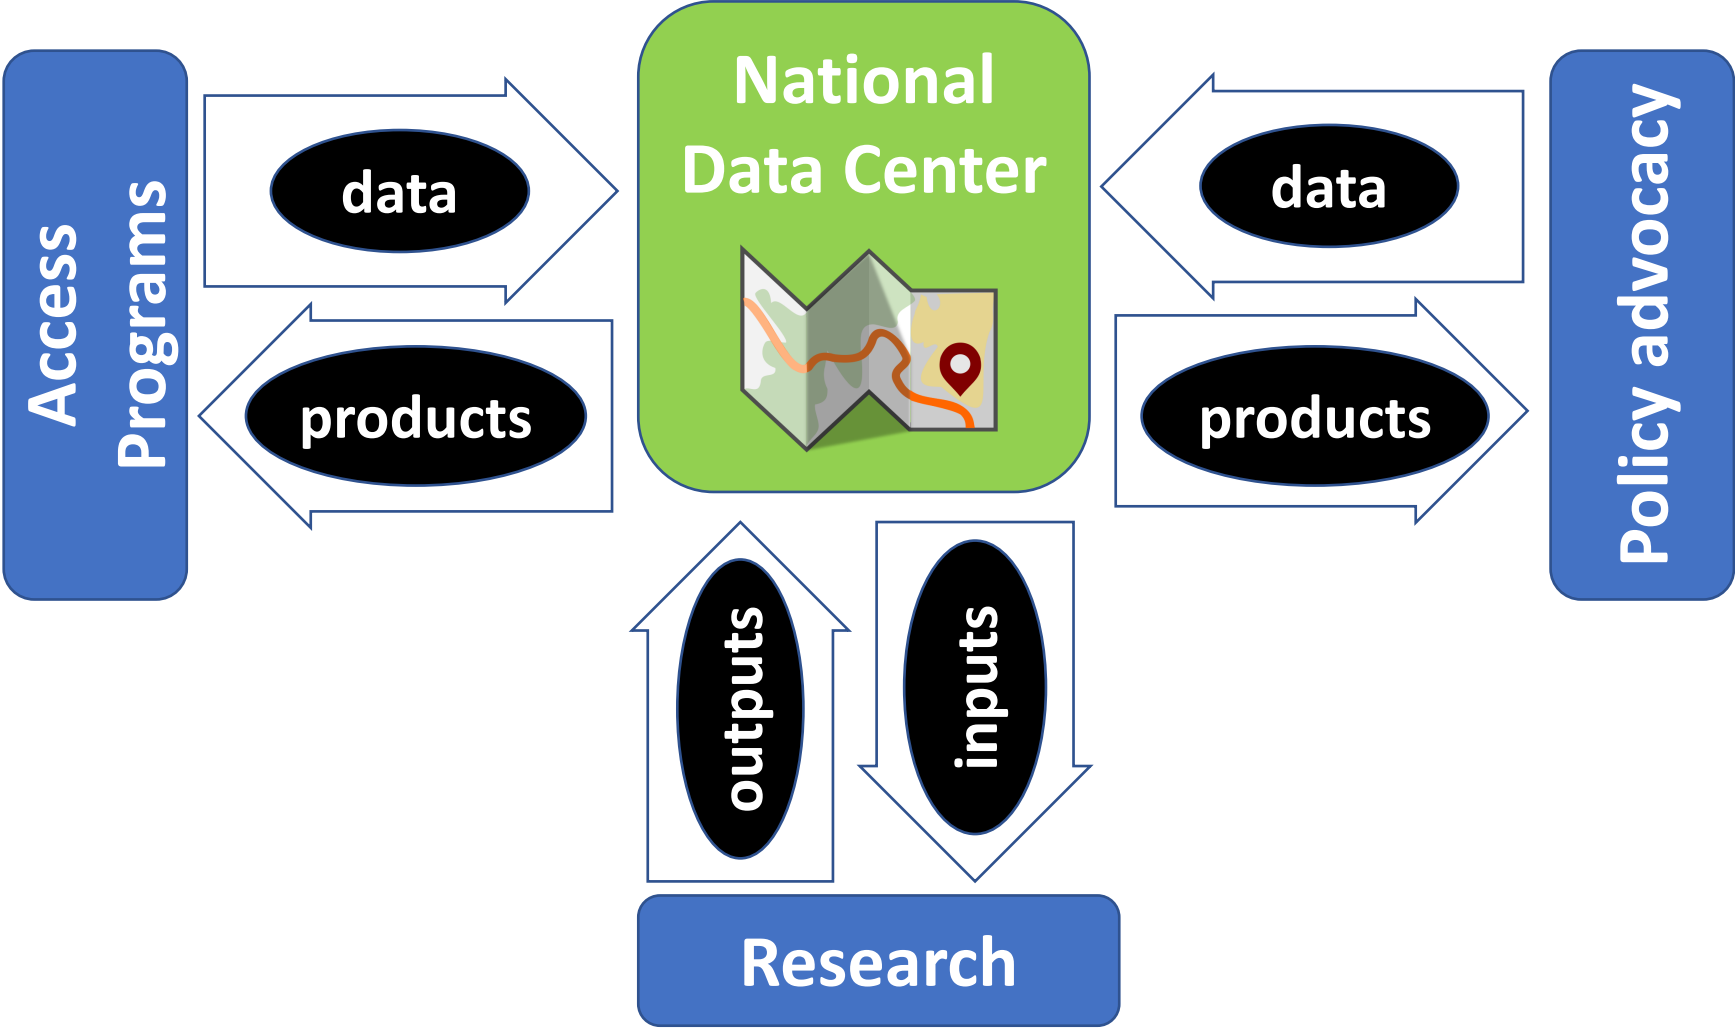 National
Data Center
Access
Programs
data
products
data
products
Policy advocacy
outputs
inputs
Research